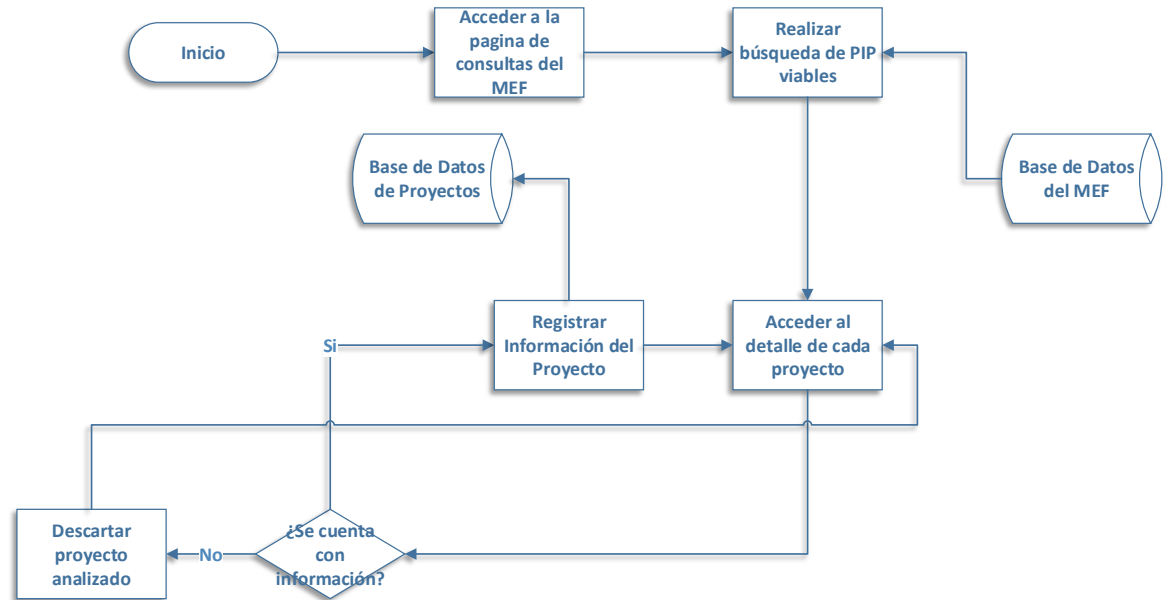 Inicio
Acceder a la
pagina de
consultas del
MEF
Realizar
búsqueda de PIP
viables
Base de Datos
de Proyectos
Base de Datos
del MEF
Si
Registrar
Información del
Proyecto
Acceder al
detalle de cada
proyecto
Descartar
proyecto
analizado
No
¿Se cuenta
con
información?